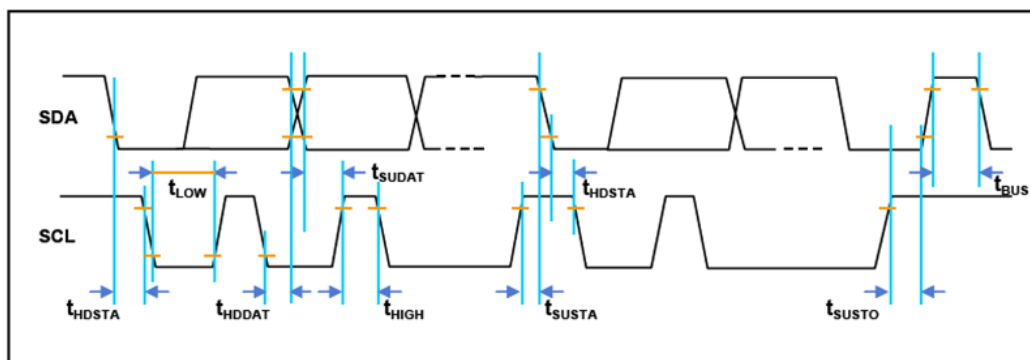 SDA
tLOW
tSUDAT
tHDSTA
tBUS
SCL
tHDSTA
tHDDAT
tHIGH
tSUSTA
tSUSTO